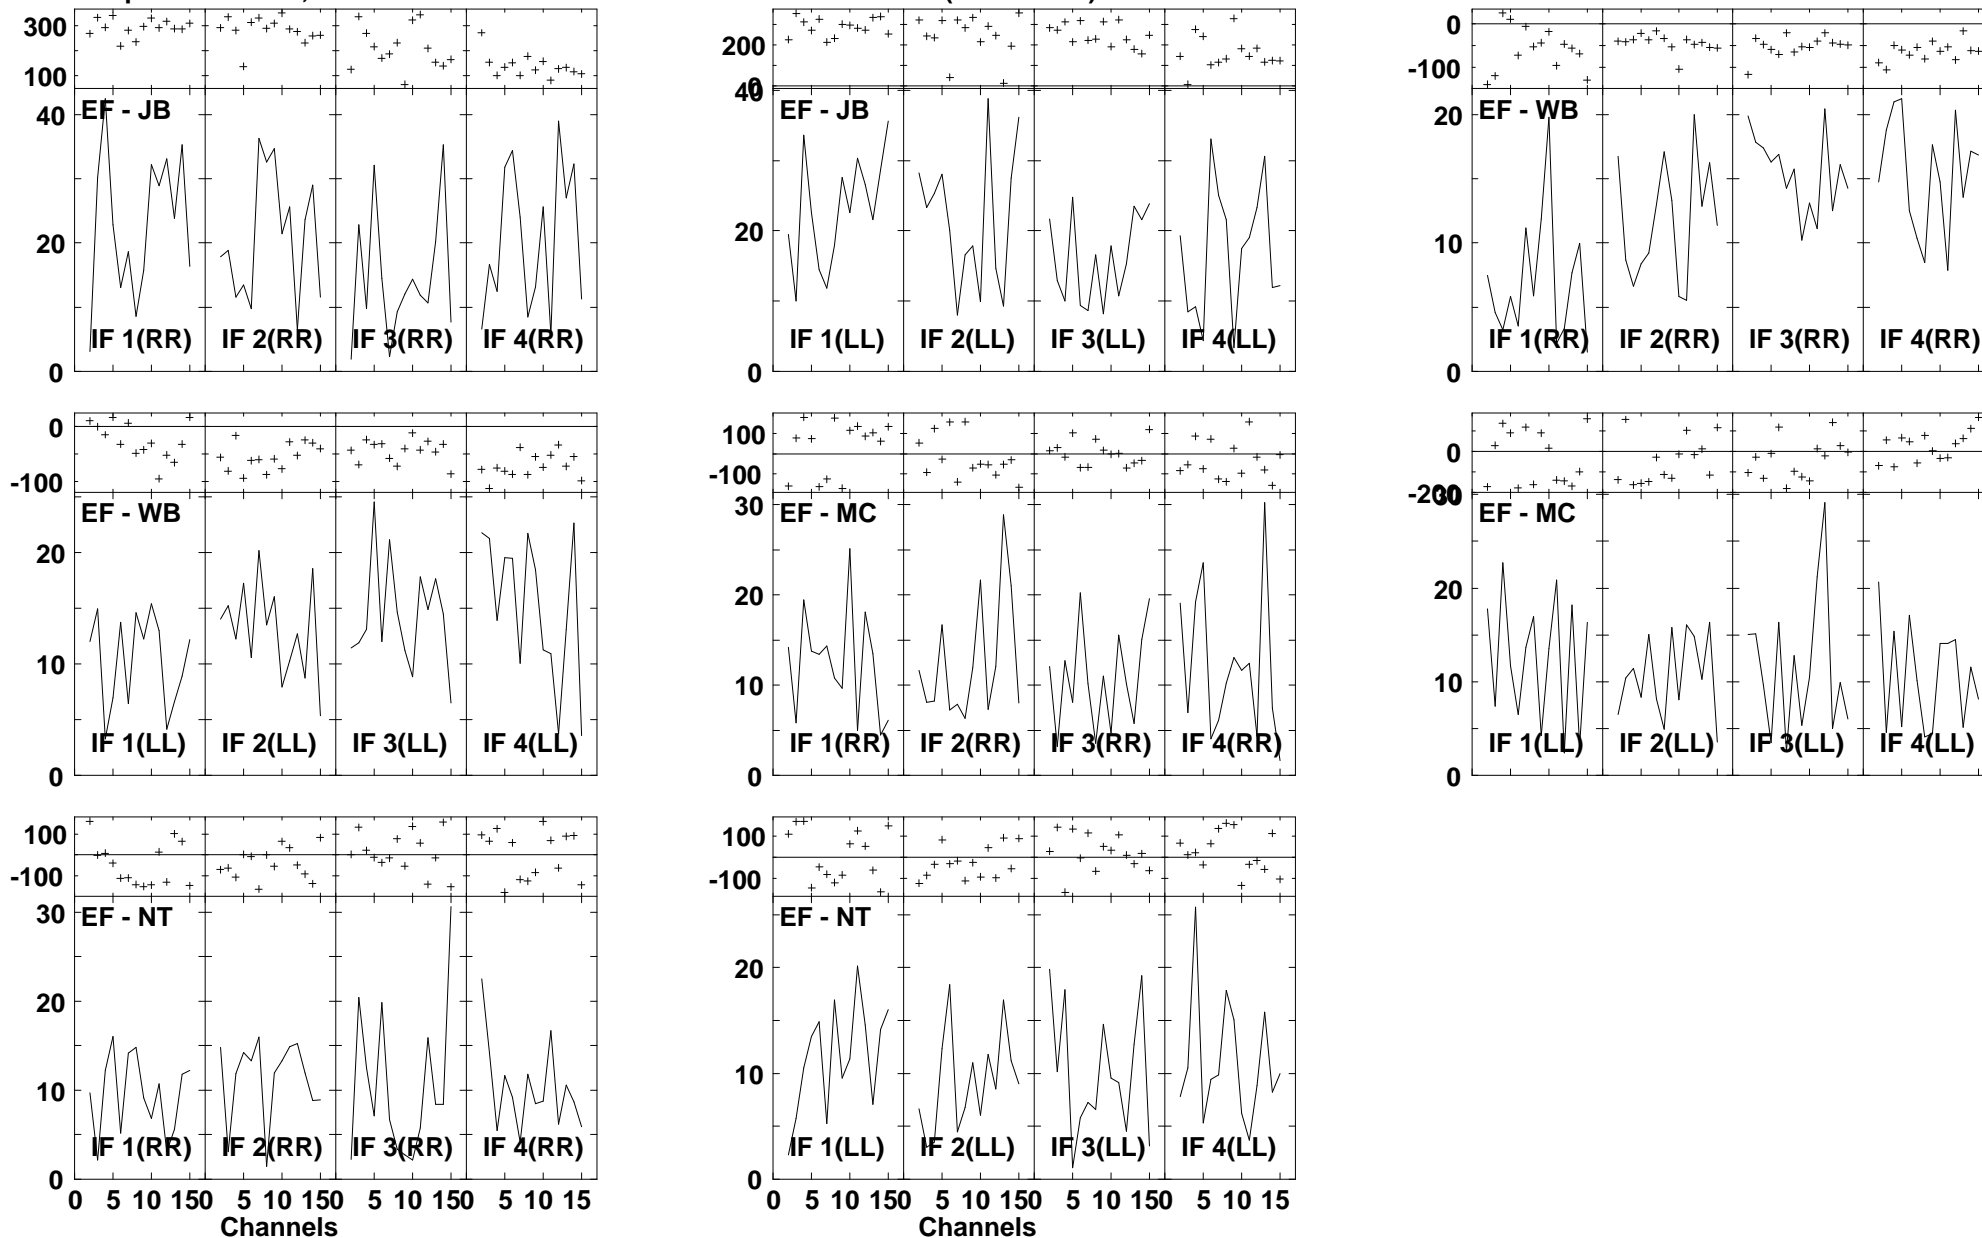 300
100
EF - JB
40
20
0
IF 1(RR) IF 2(RR) IF 3(RR) IF 4(RR)
200
0
40
EF - JB
20
0
IF 1(LL) IF 2(LL) IF 3(LL) IF 4(LL)
0
-100
EF - WB
20
10
0
IF 1(RR) IF 2(RR) IF 3(RR) IF 4(RR)
0
-100
EF - WB
20
10
0
IF 1(LL) IF 2(LL) IF 3(LL) IF 4(LL)
100
-100
30
EF - MC
20
10
0
IF 1(RR) IF 2(RR) IF 3(RR) IF 4(RR)
0
-200
30
EF - MC
20
10
0
IF 1(LL) IF 2(LL) IF 3(LL) IF 4(LL)
100
-100
30
EF - NT
20
10
0
IF 1(RR) IF 2(RR) IF 3(RR) IF 4(RR)
0 5 10 15 0 5 10 15 0 5 10 15 0 5 10 15
Channels
100
-100
EF - NT
20
10
0
IF 1(LL) IF 2(LL) IF 3(LL) IF 4(LL)
0 5 10 15 0 5 10 15 0 5 10 15 0 5 10 15
Channels